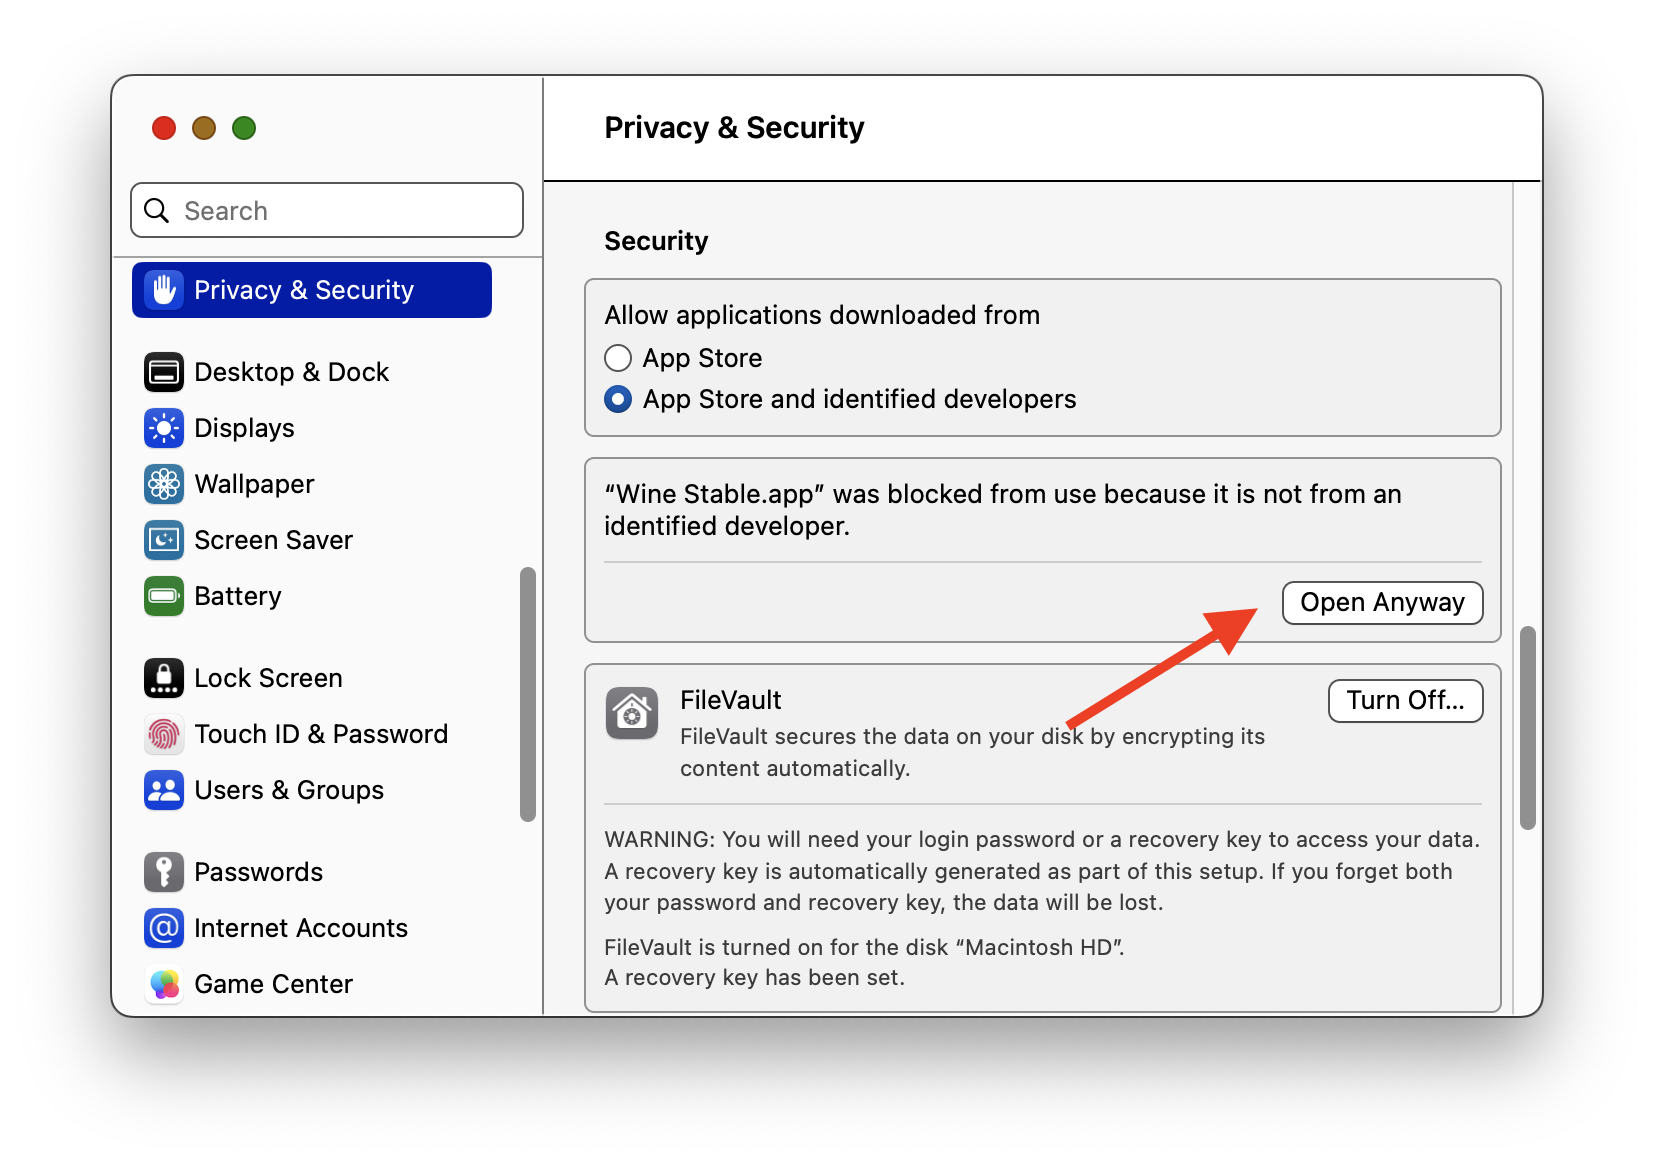 Search
Privacy & Security
Desktop & Dock
Displays
Wallpaper
Screen Saver
Battery
Lock Screen
Touch ID & Password
Users & Groups
Passwords
@
Internet Accounts
Game Center
Privacy & Security
Security
Allow applications downloaded from
App Store
App Store and identified developers
“Wine Stable.app” was blocked from use because it is not from an
identified developer.
Open Anyway
FileVault
Turn Off...
FileVault secures the data on your disk by encrypting its
content automatically.
WARNING: You will need your login password or a recovery key to access your data.
A recovery key is automatically generated as part of this setup. If you forget both
your password and recovery key, the data will be lost.
FileVault is turned on for the disk “Macintosh HD”.
A recovery key has been set.